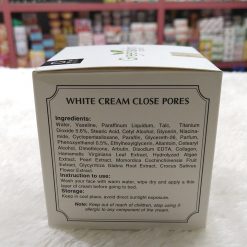 WHITE CREAM CLOSE PORES
Ingredients:
Water, Vaseline, Paraffinum Liquidum, Talc, Titanium
Dioxide 5.6%, Stearic Acid, Cetyl Alcohol, Glycerin, Niacina-
mide, Cyclopentasiloxane, Paraffin, Glycereth-26, Parfum,
Phenoxyethanol 0.5%, Ethylhexylglycerin, Allantoin, Cetearyl
Alcohol, Dimethicone, Arbutin, Disodium EDTA, Collagen,
Hamamelis Virginiana Leaf Extract, Hydrolyzed Algae
Extract, Pearl Extract, Momordica Cochinchinensis Fruit
Extract, Glycyrrhiza Glabra Root Extract, Crocus Sativus
Flower Extract
Instruction to use:
Wash your face with warm water, wipe dry and apply a thin
layer of cream before going to bed.
Storage:
Keep in cool place, avoid direct sunlight exposure.
Note: Keep out of reach of children, stop using if
allergic to any component of the cream.